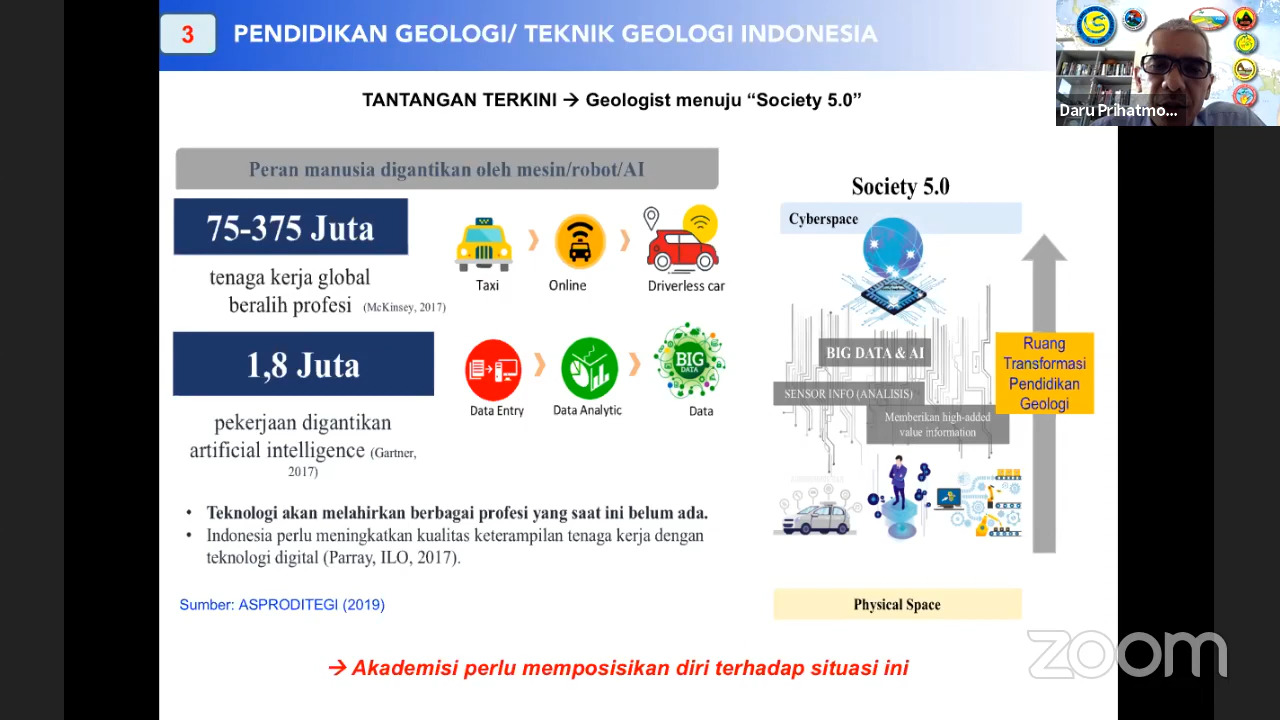 3
PENDIDIKAN GEOLOGI/ TEKNIK GEOLOGI INDONESIA
Daru Prihatmo...
TANTANGAN TERKINI → Geologist menuju “Society 5.0”
Peran manusia digantikan oleh mesin/robot/AI
75-375 Juta
tenaga kerja global
beralih profesi (McKinsey, 2017)
Taxi
Online
Driverless car
1,8 Juta
pekerjaan digantikan
artificial intelligence (Gartner,
2017)
Data Entry
Data Analytic
BIG
DATA
Data
• Teknologi akan melahirkan berbagai profesi yang saat ini belum ada.
• Indonesia perlu meningkatkan kualitas keterampilan tenaga kerja dengan
teknologi digital (Parray, ILO, 2017).
Sumber: ASPRODITEGI (2019)
Society 5.0
Cyberspace
BIG DATA & AI
SENSOR INFO (ANALISIS)
Memberikan high-added
value information
Ruang
Transformasi
Pendidikan
Geologi
Physical Space
→ Akademisi perlu memposisikan diri terhadap situasi ini
zoom